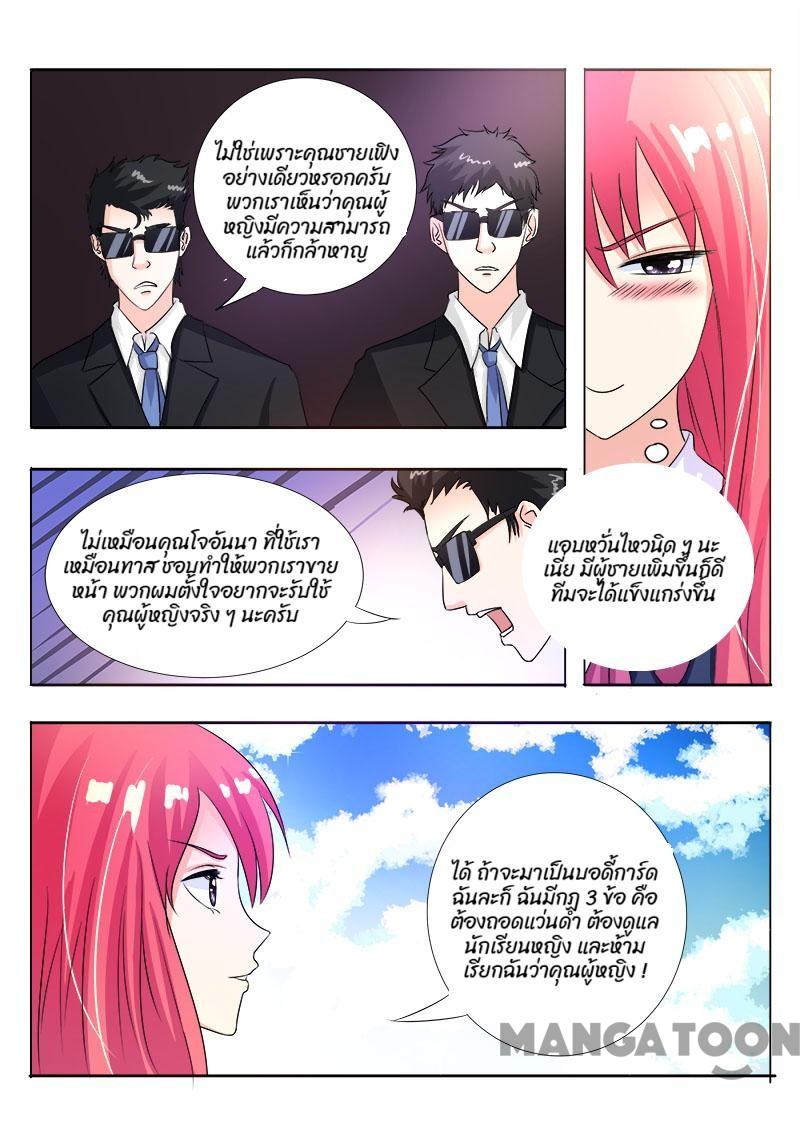 ไม่ใช่เพราะคุณชายเฟิง
อย่างเดียวหรอกครับ
พวกเราเห็นว่าคุณผู้
หญิงมีความสามารถ
แล้วก็กล้าหาญ
ไม่เหมือนคุณโจอันนา ที่ใช้เรา
เหมือนทาส ชอบทำให้พวกเราขาย
หน้า พวกผมตั้งใจอยากจะรับใช้
คุณผู้หญิงจริง ๆ นะครับ
แอบหวั่นไหวนิด ๆ นะ
เนี่ย มีผู้ชายเพิ่มขึ้นก็ดี
ทีมจะได้แข็งแกร่งขึ้น
ได้ ถ้าจะมาเป็นบอดี้การ์ด
ฉันละก็ ฉันมีกฎ 3 ข้อ คือ
ต้องถอดแว่นดำ ต้องดูแล
นักเรียนหญิง และห้าม
เรียกฉันว่าคุณผู้หญิง !
MANGATOON